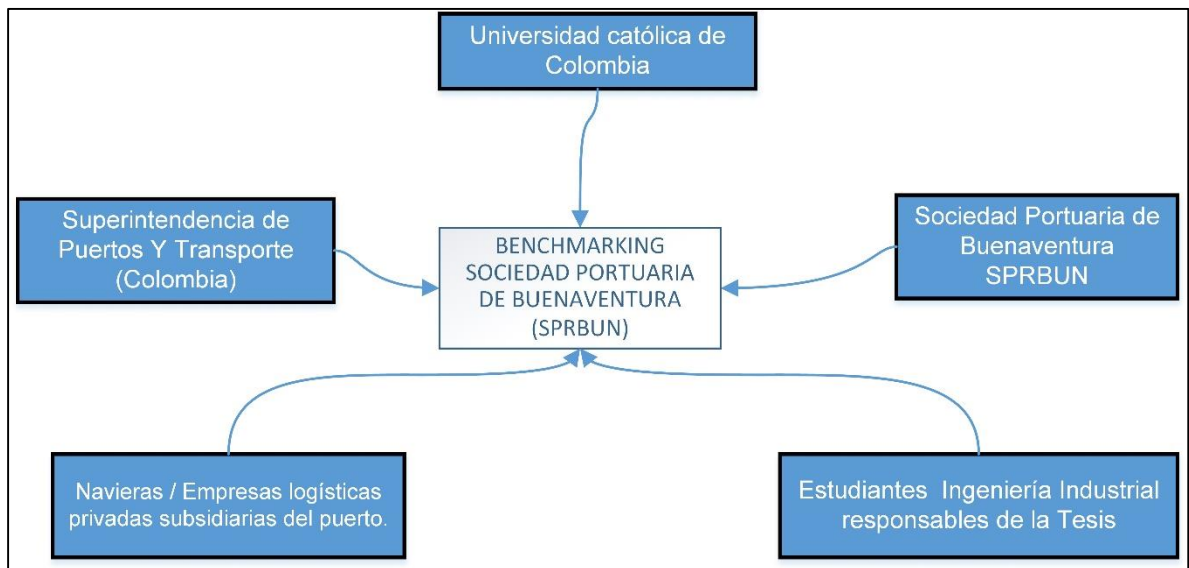 Universidad católica de
Colombia
Superintendencia de
Puertos Y Transporte
(Colombia)
Sociedad Portuaria de
Buenaventura
SPRBUN
BENCHMARKING
SOCIEDAD PORTUARIA
DE BUENAVENTURA
(SPRBUN)
Navieras / Empresas logísticas
privadas subsidiarias del puerto.
Estudiantes Ingeniería Industrial
responsables de la Tesis